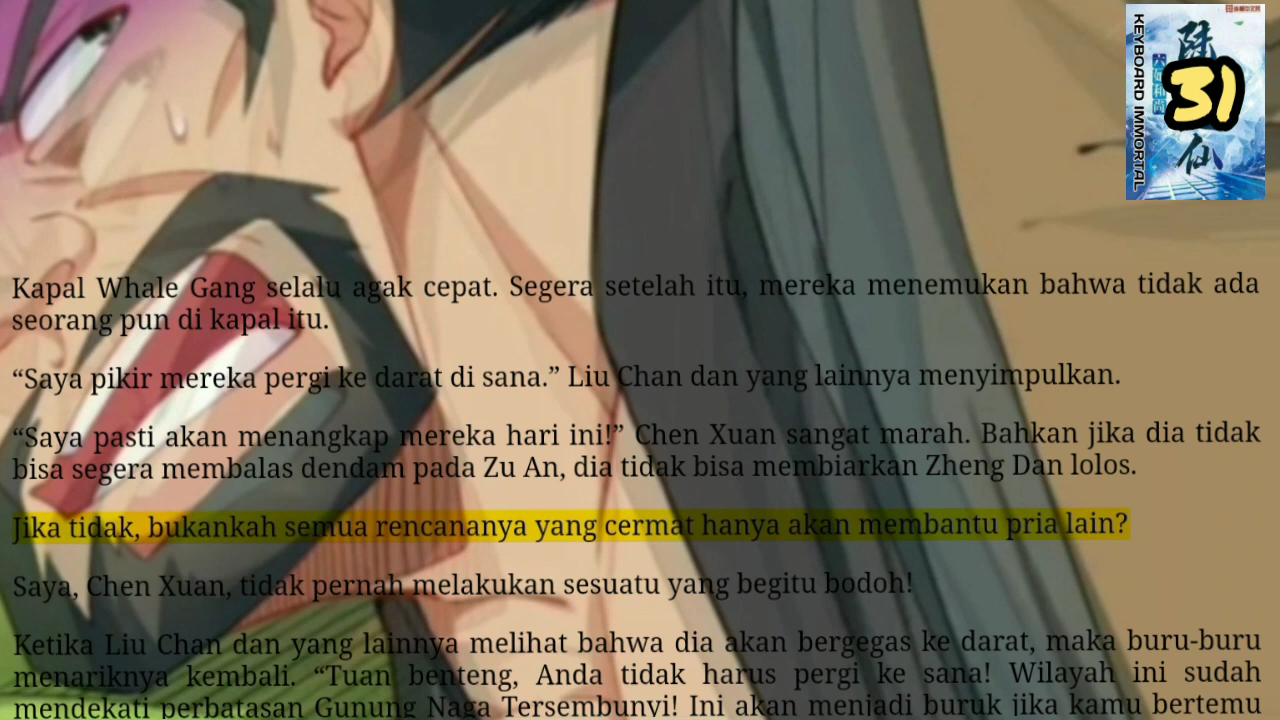 KEYBOARD IMMORTAL
陆
31
仙
六如和尚
Kapal Whale Gang selalu agak cepat. Segera setelah itu, mereka menemukan bahwa tidak ada
seorang pun di kapal itu.
“Saya pikir mereka pergi ke darat di sana.” Liu Chan dan yang lainnya menyimpulkan.
“Saya pasti akan menangkap mereka hari ini!” Chen Xuan sangat marah. Bahkan jika dia tidak
bisa segera membalas dendam pada Zu An, dia tidak bisa membiarkan Zheng Dan lolos.
Jika tidak, bukankah semua rencananya yang cermat hanya akan membantu pria lain?
Saya, Chen Xuan, tidak pernah melakukan sesuatu yang begitu bodoh!
Ketika Liu Chan dan yang lainnya melihat bahwa dia akan bergegas ke darat, maka buru-buru
menariknya kembali. “Tuan benteng, Anda tidak harus pergi ke sana! Wilayah ini sudah
mendekati perbatasan Gunung Naga Tersembunyi! Ini akan menjadi buruk jika kamu bertemu